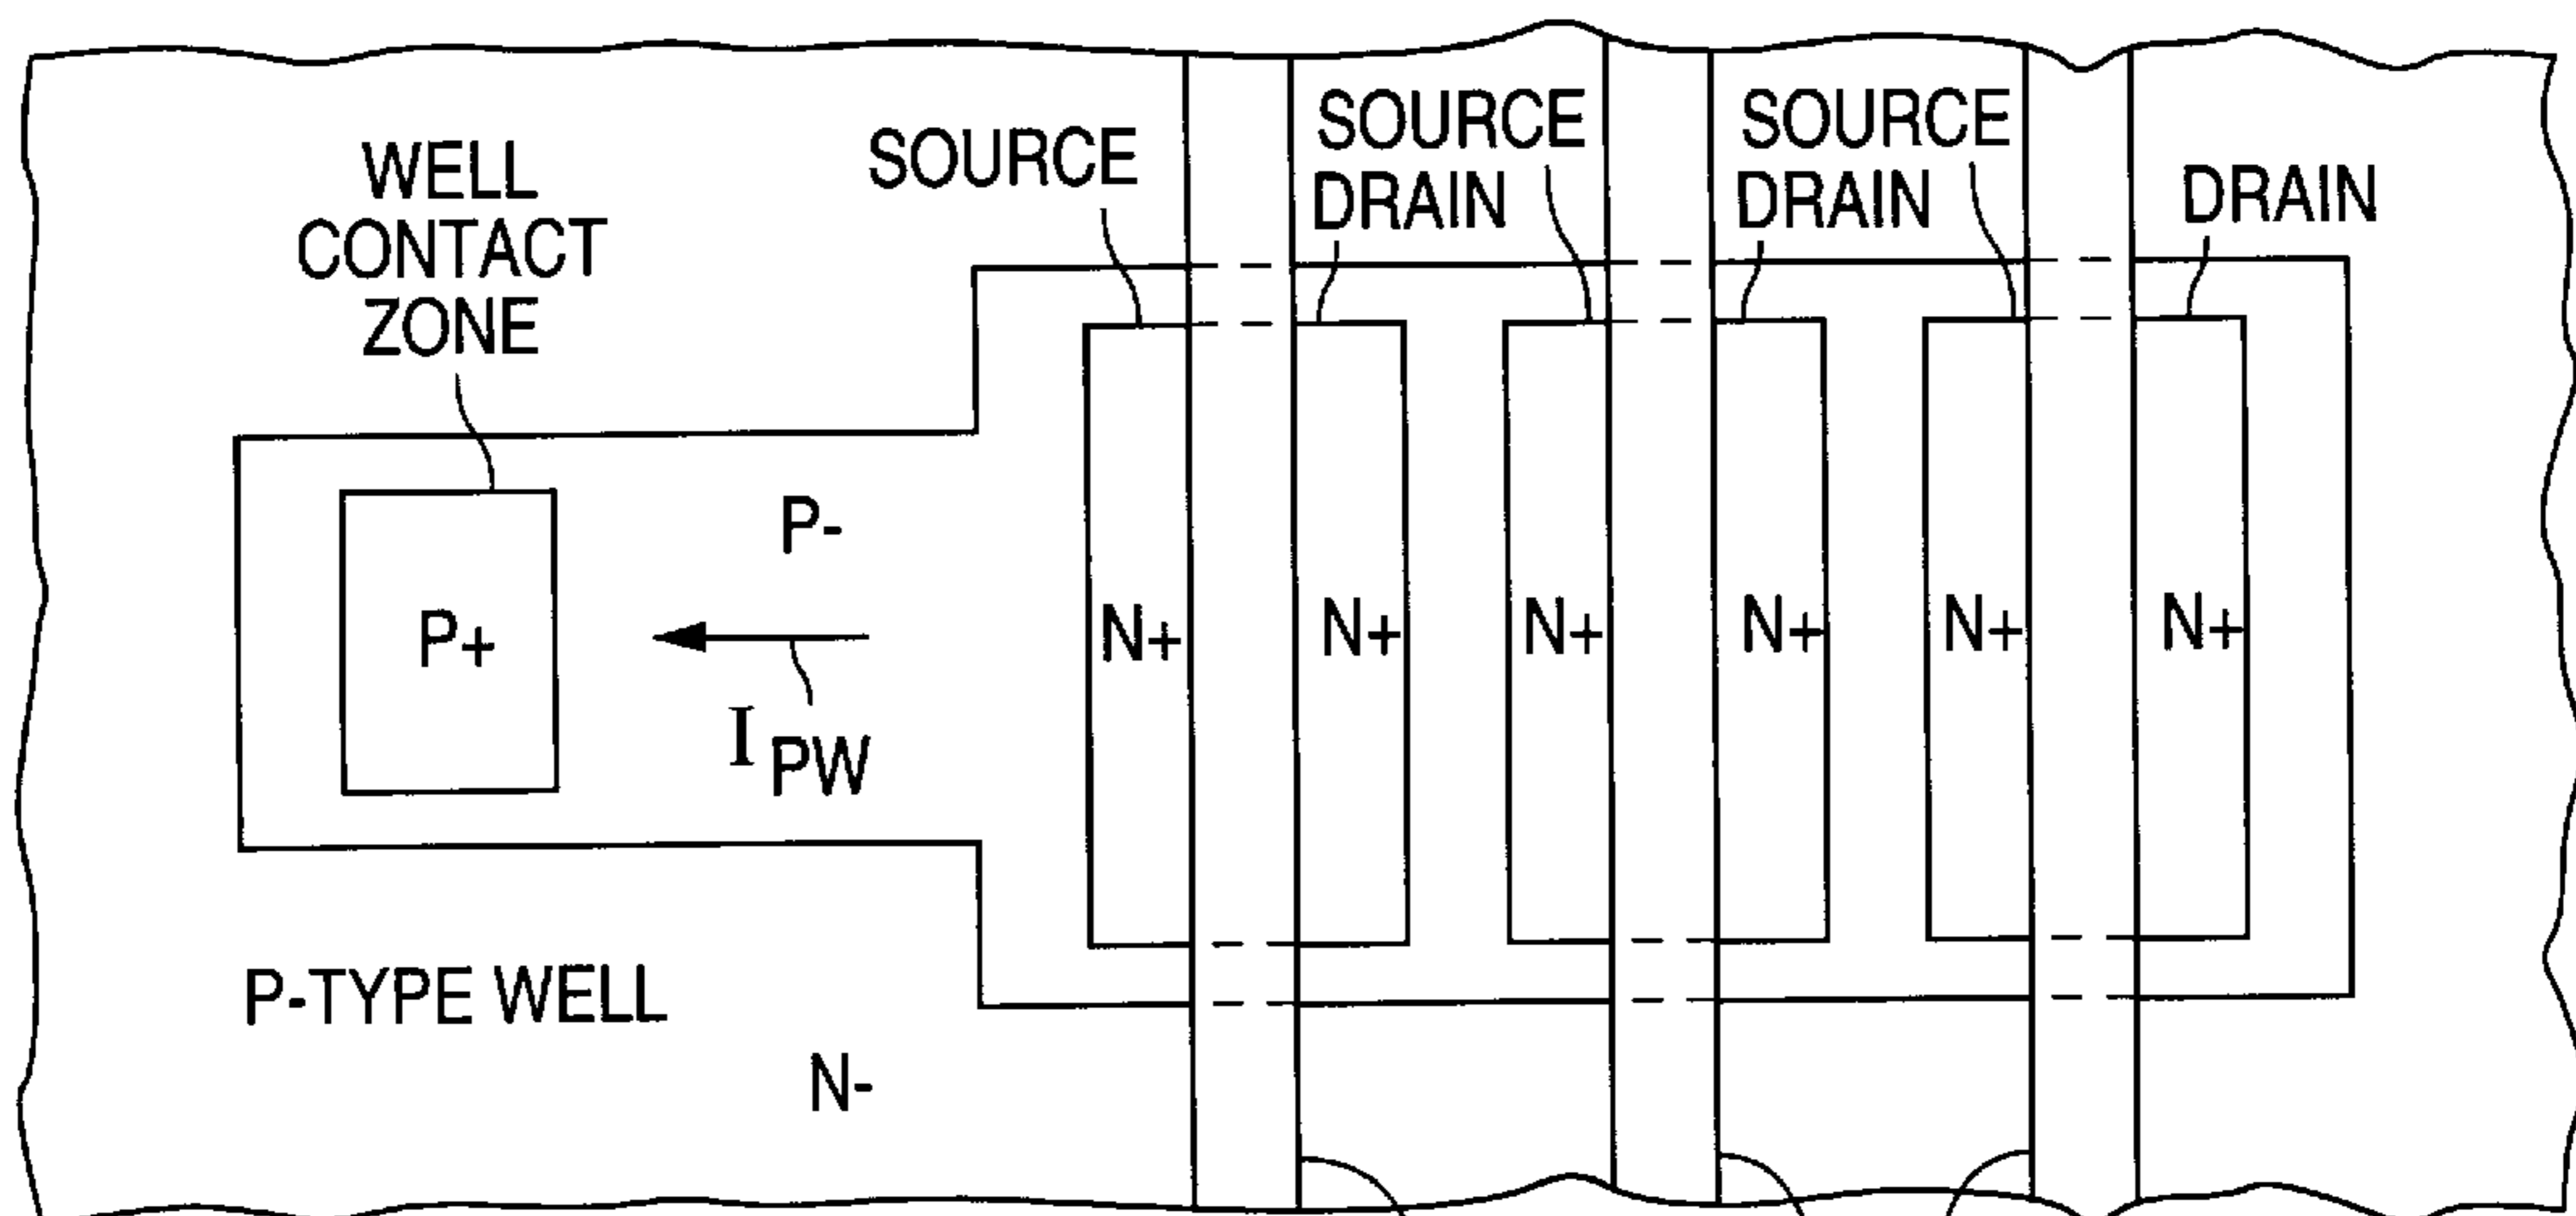 WELL
CONTACT
ZONE
SOURCE
SOURCE
DRAIN
SOURCE
DRAIN
DRAIN
P-
P+
I PW
N+
N+
N+
N+
N+
N+
P-TYPE WELL
N-